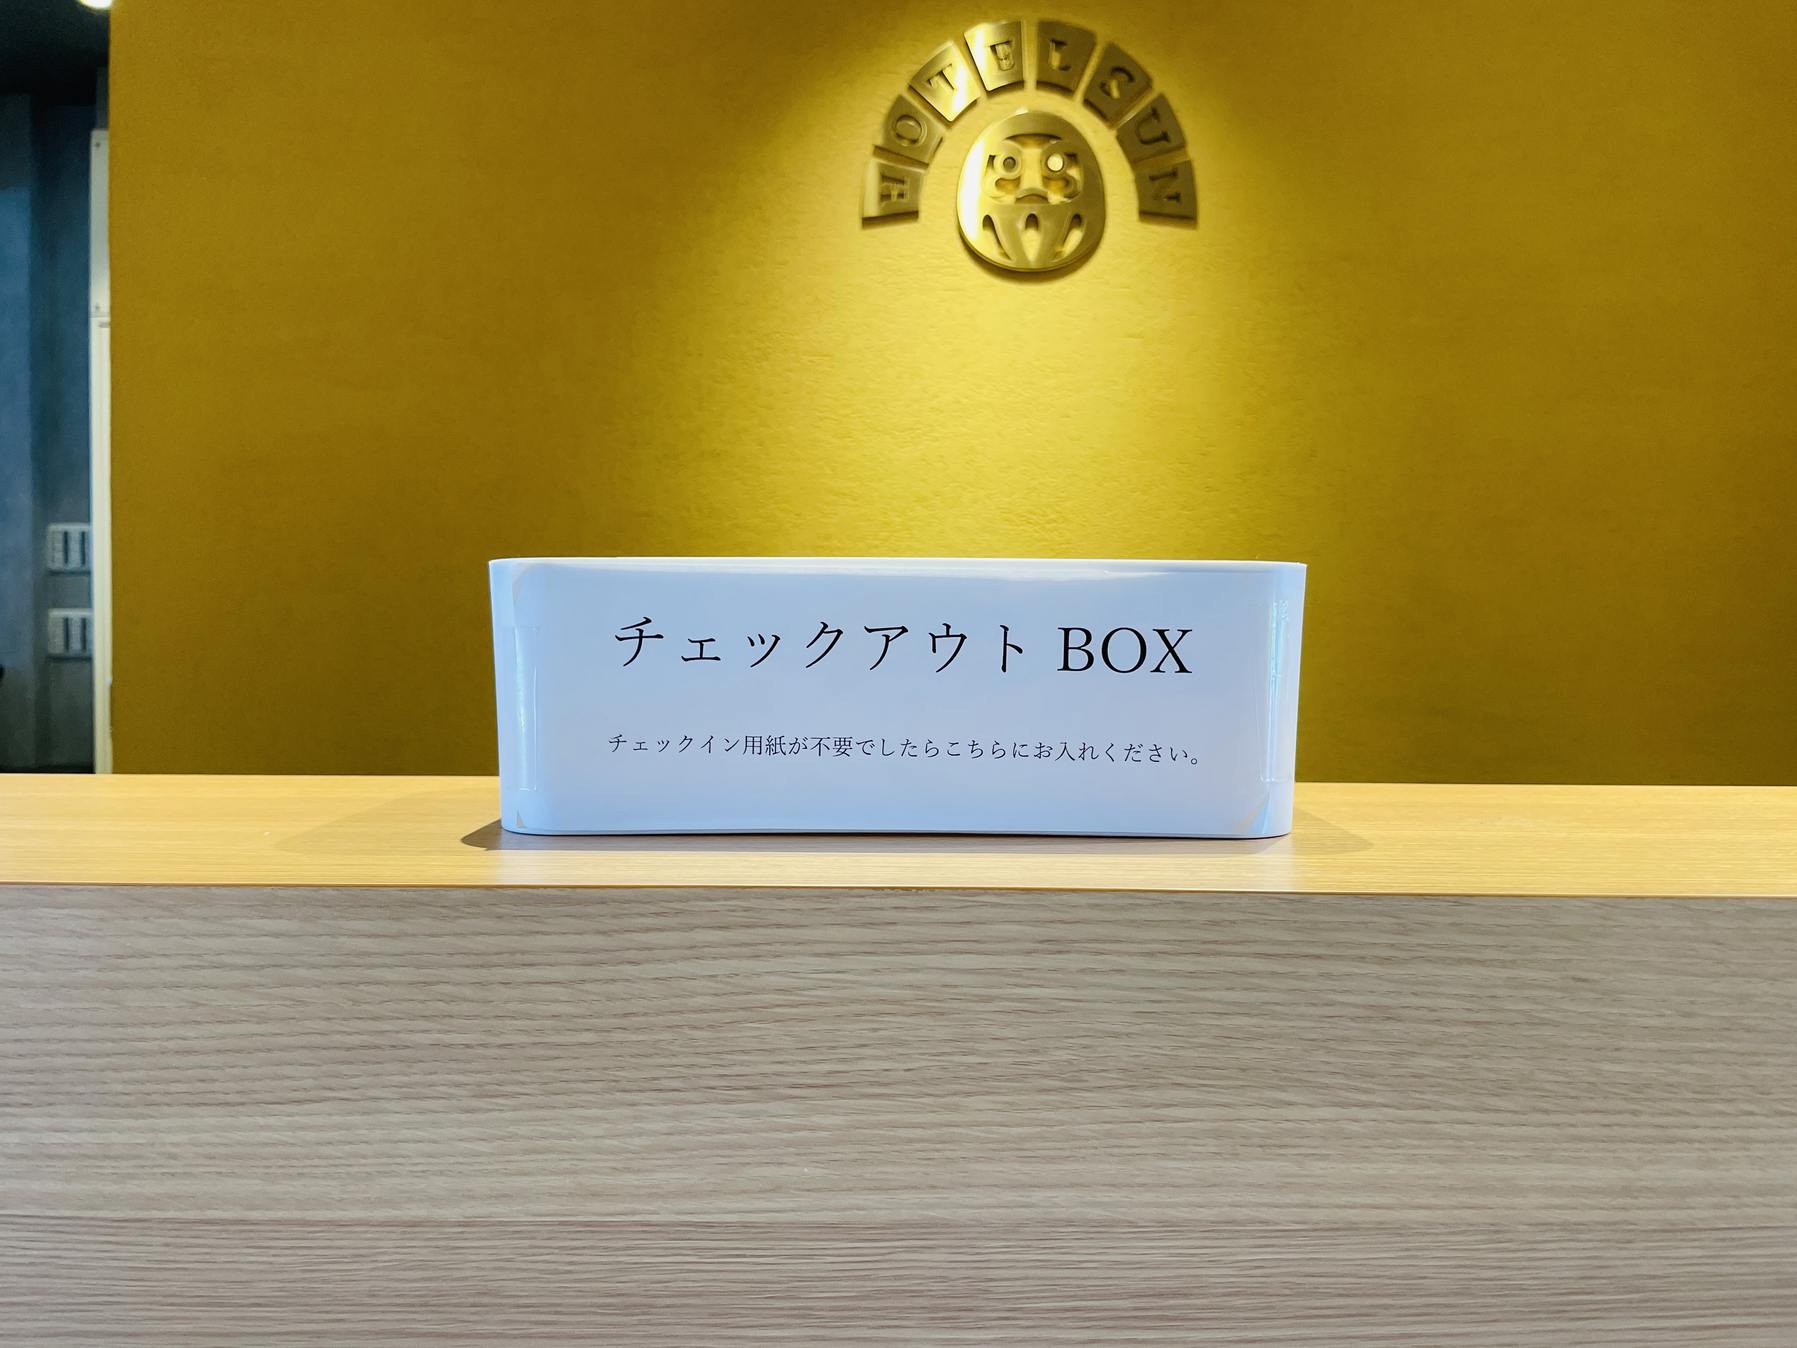 HOTEL SUN
チェックアウト BOX
チェックイン用紙が不要でしたらこちらにお入れください。